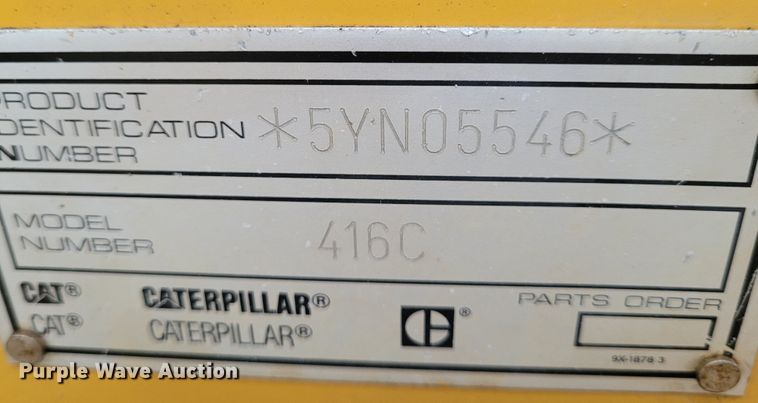 PRODUCT
IDENTIFICATION
NUMBER
*5YN05546*
MODEL
NUMBER
416C
CAT® CATERPILLAR®
CAT® CATERPILLAR®
®
PARTS ORDER
9X-1878 3
Purple Wave Auction